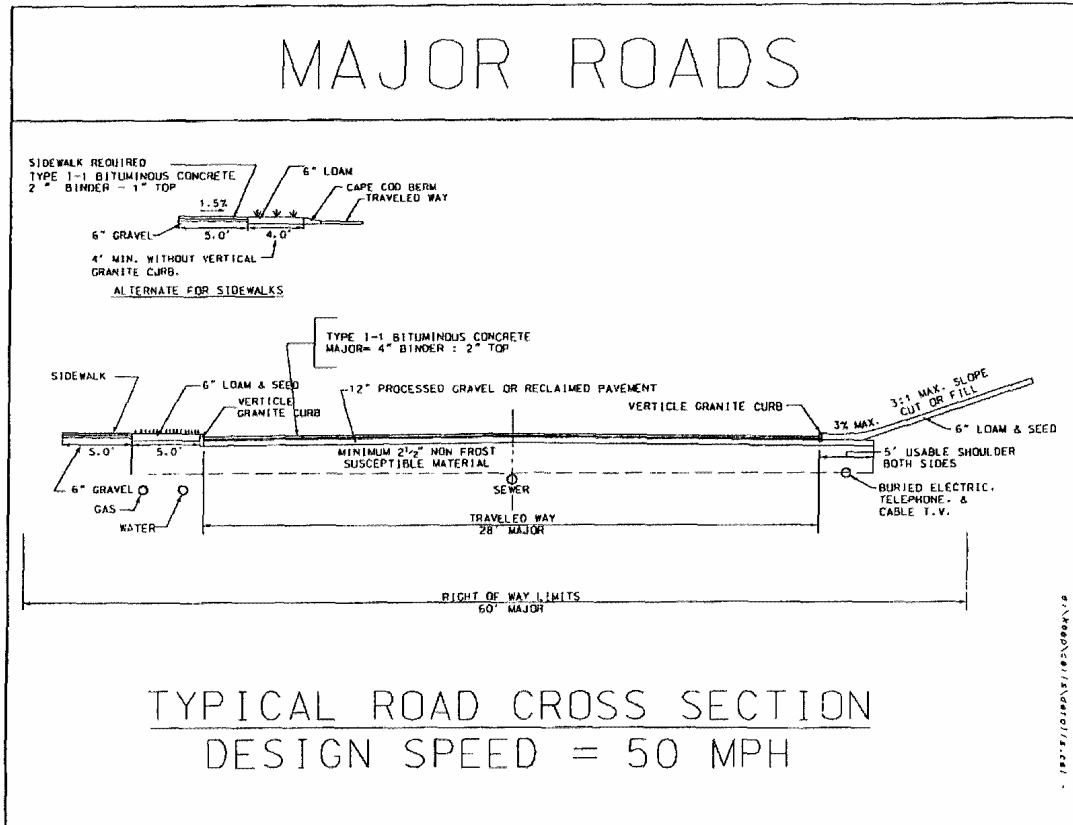 MAJOR ROADS
SIDEWALK REQUIRED
TYPE I-1 BITUMINOUS CONCRETE
2 " BINDER - 1" TOP
6" LOAM
CAPE COD BERM
TRAVELED WAY
1.5%
6" GRAVEL
5.0'
4.0'
4' MIN. WITHOUT VERTICAL
GRANITE CURB.
ALTERNATE FOR SIDEWALKS
TYPE I-1 BITUMINOUS CONCRETE
MAJOR= 4" BINDER : 2" TOP
SIDEWALK
6" LOAM & SEED
VERTICLE
GRANITE CURB
12" PROCESSED GRAVEL OR RECLAIMED PAVEMENT
VERTICLE GRANITE CURB
3% MAX.
3:1 MAX. SLOPE
CUT OR FILL
6" LOAM & SEED
5.0'
5.0'
MINIMUM 2½" NON FROST
SUSCEPTIBLE MATERIAL
5' USABLE SHOULDER
BOTH SIDES
6" GRAVEL
GAS
WATER
SEWER
BURIED ELECTRIC,
TELEPHONE, &
CABLE T.V.
TRAVELED WAY
28' MAJOR
RIGHT OF WAY LIMITS
60' MAJOR
TYPICAL ROAD CROSS SECTION
DESIGN SPEED = 50 MPH